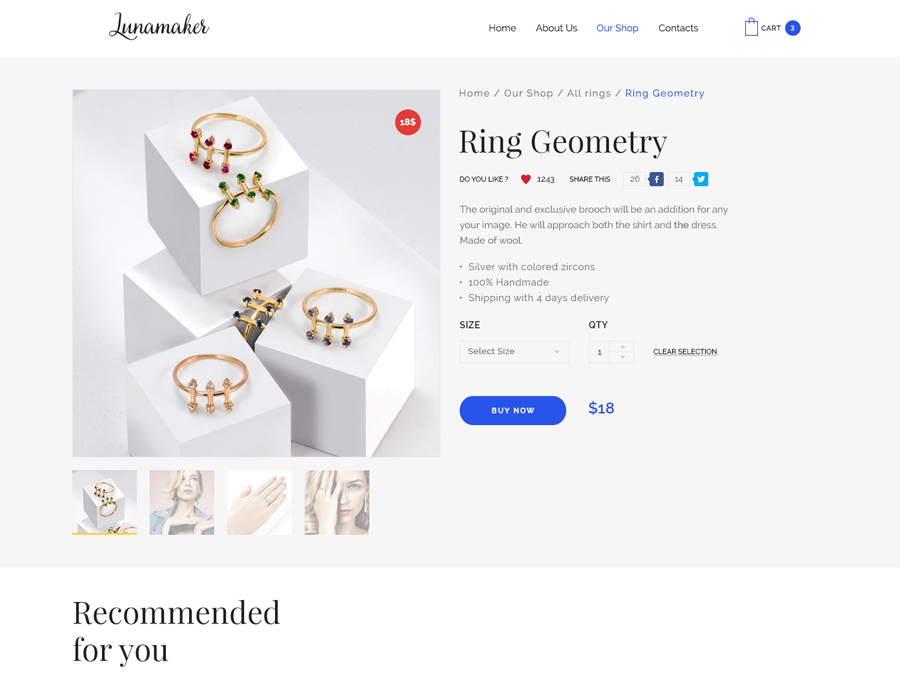 Lunamaker
Home About Us Our Shop Contacts CART 3
18$
Home / Our Shop / All rings / Ring Geometry
Ring Geometry
DO YOU LIKE ? 1243 SHARE THIS 26 f 14
The original and exclusive brooch will be an addition for any
your image. He will approach both the shirt and the dress.
Made of wool.
• Silver with colored zircons
• 100% Handmade
• Shipping with 4 days delivery
SIZE QTY
Select Size 1 CLEAR SELECTION
BUY NOW $18
Recommended
for you